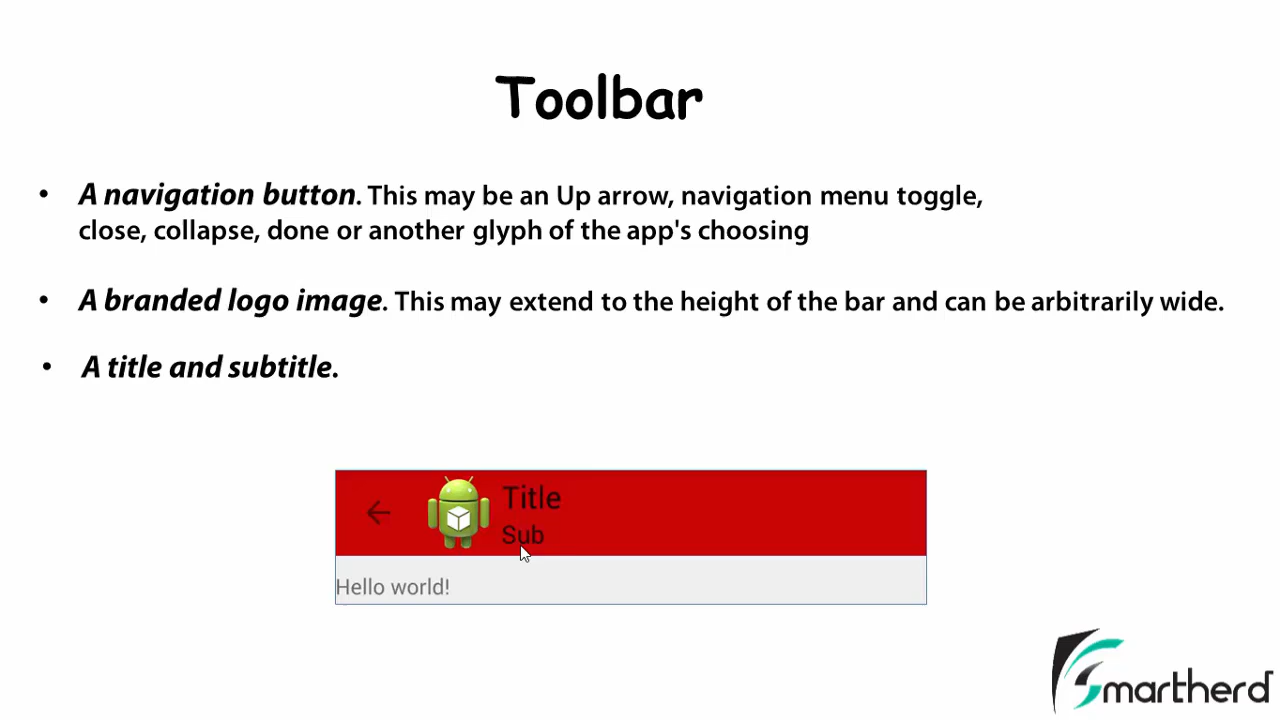 Toolbar
• A navigation button. This may be an Up arrow, navigation menu toggle,
close, collapse, done or another glyph of the app's choosing
• A branded logo image. This may extend to the height of the bar and can be arbitrarily wide.
• A title and subtitle.
Title
Sub
Hello world!
Smartherd